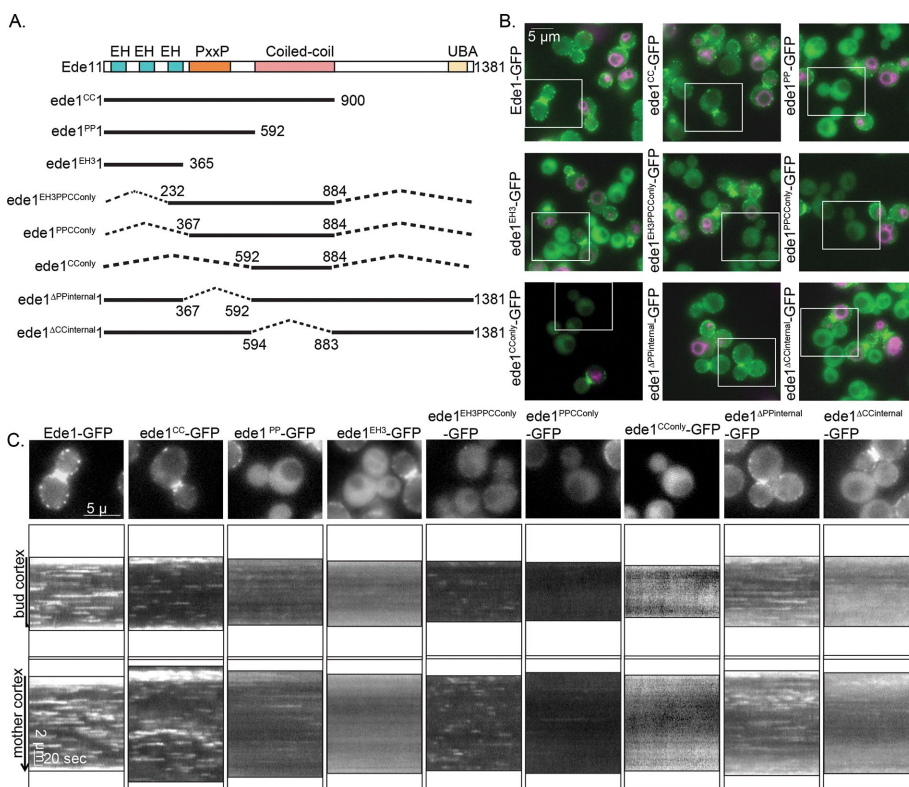 A.
EH EH EH PxxP Coiled-coil UBA
Ede1 1 1381
ede1CC 1 900
ede1PP 1 592
ede1EH3 1 365
ede1EH3PPCConly 232 884
ede1PPCConly 367 884
ede1CConly 592 884
ede1ΔPPinternal 1 1381
367 592
ede1ΔCCinternal 1 1381
594 883
B.
5 µm
Ede1-GFP
ede1CC-GFP
ede1PP-GFP
ede1EH3-GFP
ede1EH3PPCConly-GFP
ede1PPCConly-GFP
ede1CConly-GFP
ede1ΔPPinternal-GFP
ede1ΔCCinternal-GFP
C.
Ede1-GFP
ede1CC-GFP
ede1PP-GFP
ede1EH3-GFP
ede1EH3PPCConly
-GFP
ede1PPCConly
-GFP
ede1CConly-GFP
ede1ΔPPinternal
-GFP
ede1ΔCCinternal
-GFP
5 µ
bud cortex
mother cortex
2 µm
20 sec